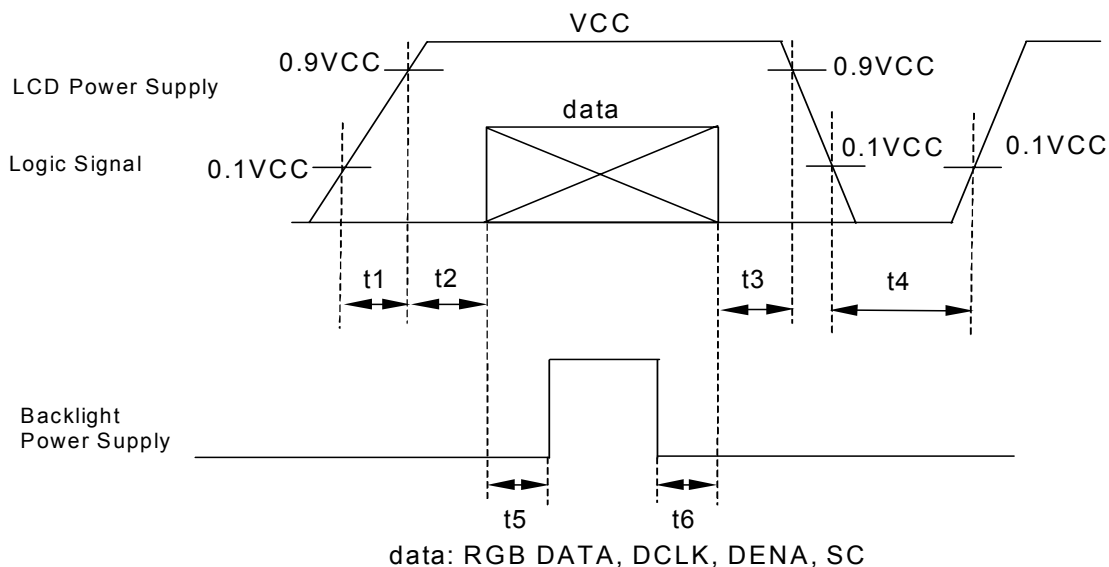 VCC
0.9VCC
0.9VCC
LCD Power Supply
data
Logic Signal
0.1VCC
0.1VCC
0.1VCC
t1
t2
t3
t4
Backlight
Power Supply
t5
t6
data: RGB DATA, DCLK, DENA, SC